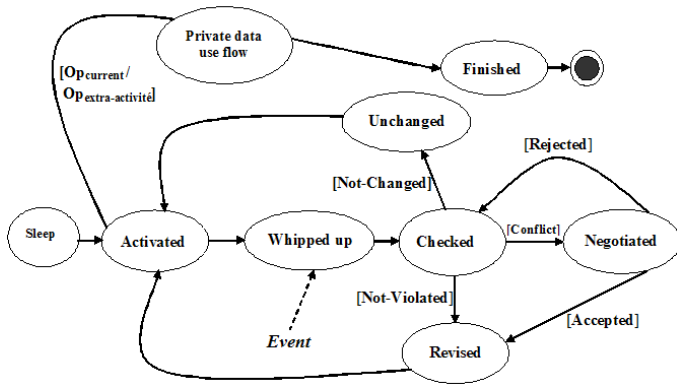 Private data
use flow
[Opcurrent/
Opextra-activité]
Finished
Unchanged
[Rejected]
[Not-Changed]
Sleep
Activated
Whipped up
Checked
[Conflict]
Negotiated
[Not-Violated]
[Accepted]
Event
Revised